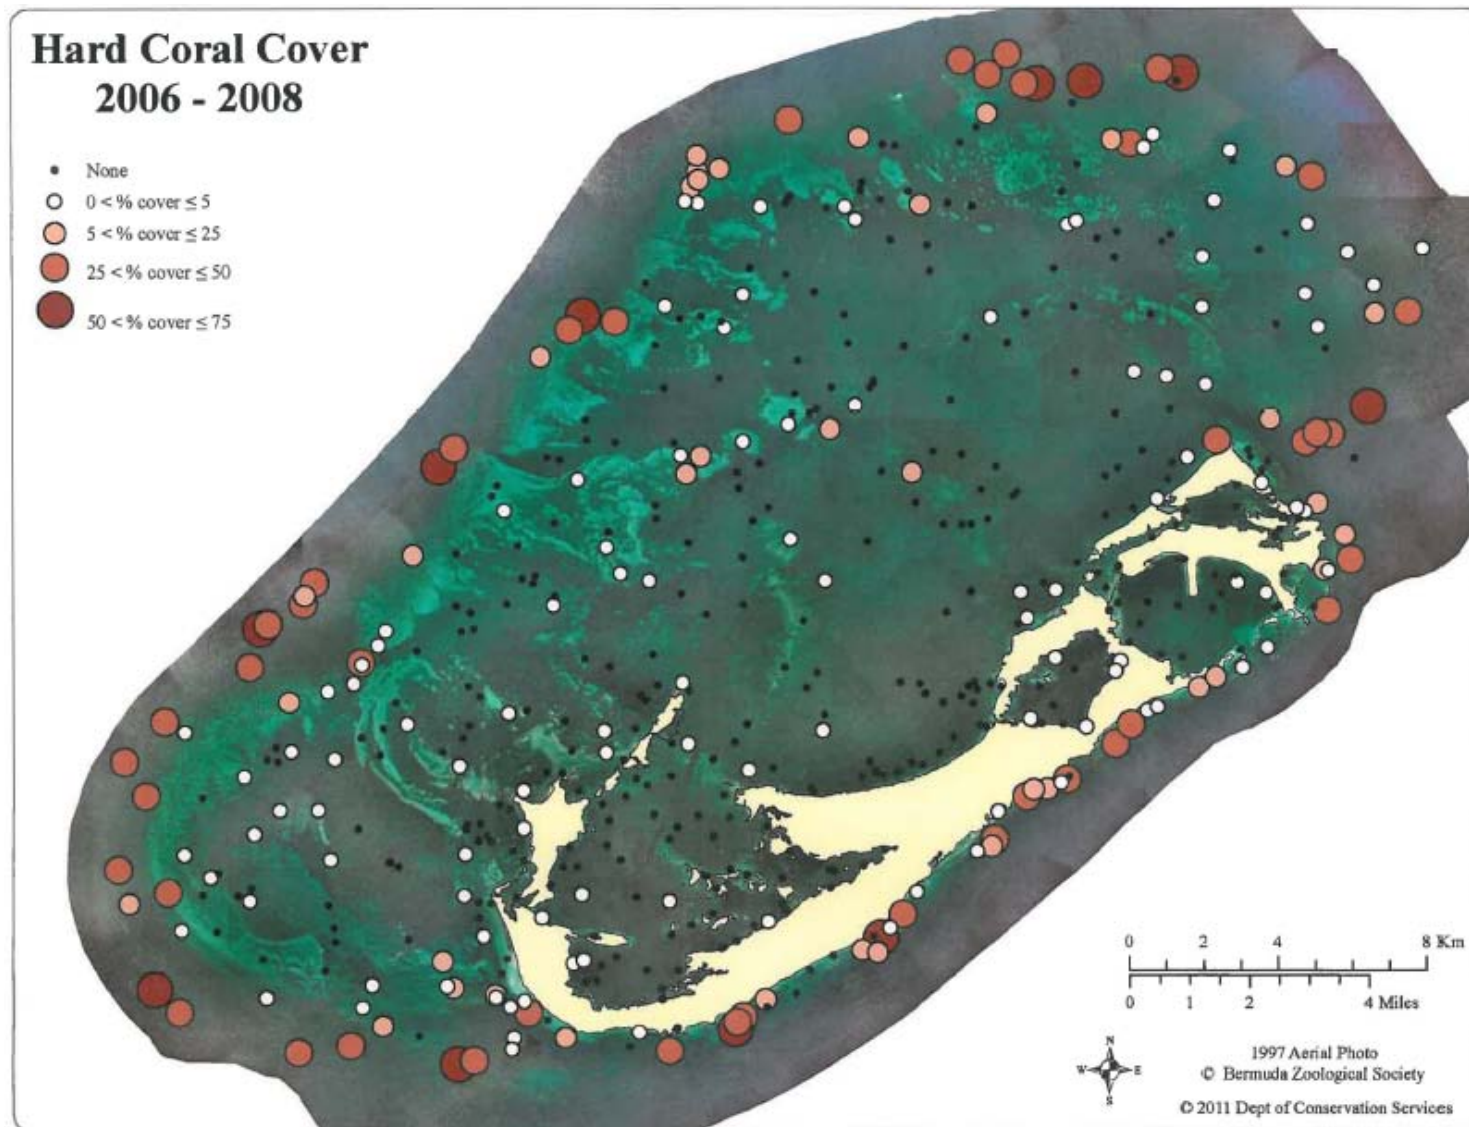 Hard Coral Cover
2006 - 2008
None
0 < % cover ≤ 5
5 < % cover ≤ 25
25 < % cover ≤ 50
50 < % cover ≤ 75
0 2 4 8 Km
0 1 2 4 Miles
N
W E
S
1997 Aerial Photo
© Bermuda Zoological Society
© 2011 Dept of Conservation Services